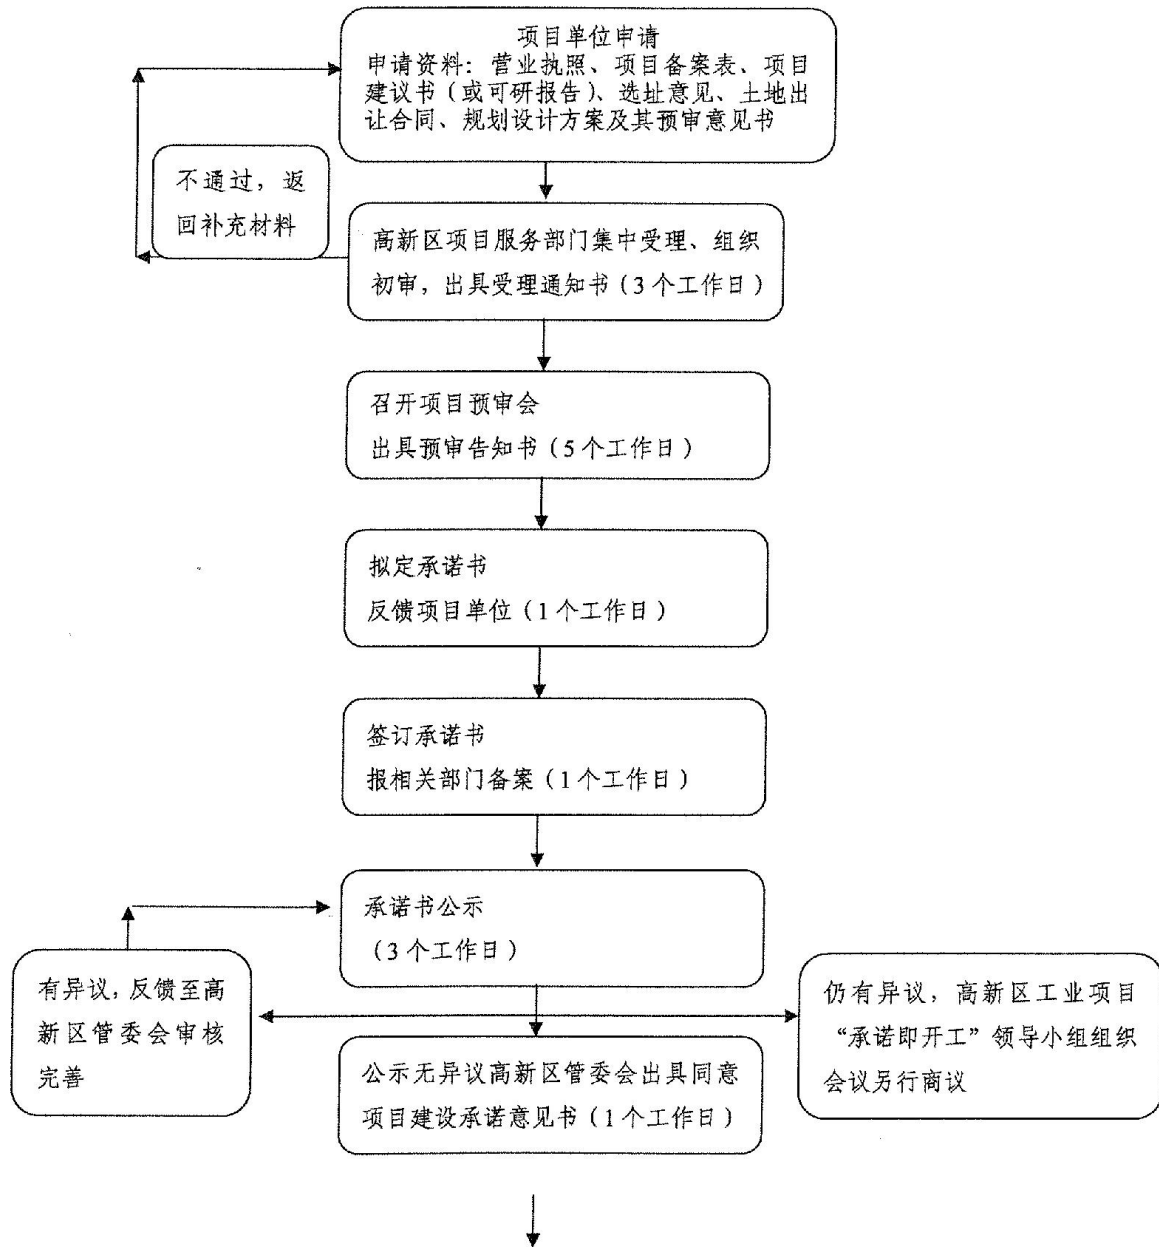 项目单位申请
申请资料：营业执照、项目备案表、项目
建议书（或可研报告）、选址意见、土地出
让合同、规划设计方案及其预审意见书
不通过，返
回补充材料
高新区项目服务部门集中受理、组织
初审，出具受理通知书（3个工作日）
召开项目预审会
出具预审告知书（5个工作日）
拟定承诺书
反馈项目单位（1个工作日）
签订承诺书
报相关部门备案（1个工作日）
承诺书公示
（3个工作日）
有异议，反馈至高
新区管委会审核
完善
仍有异议，高新区工业项目
“承诺即开工”领导小组组织
会议另行商议
公示无异议高新区管委会出具同意
项目建设承诺意见书（1个工作日）